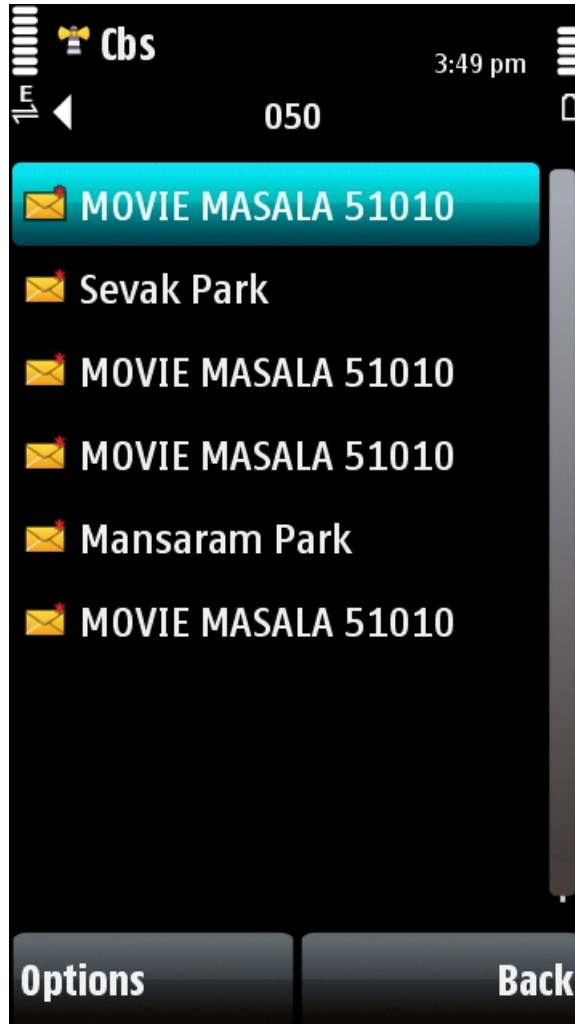 Cbs
3:49 pm
E
050
MOVIE MASALA 51010
Sevak Park
MOVIE MASALA 51010
MOVIE MASALA 51010
Mansaram Park
MOVIE MASALA 51010
Options
Back